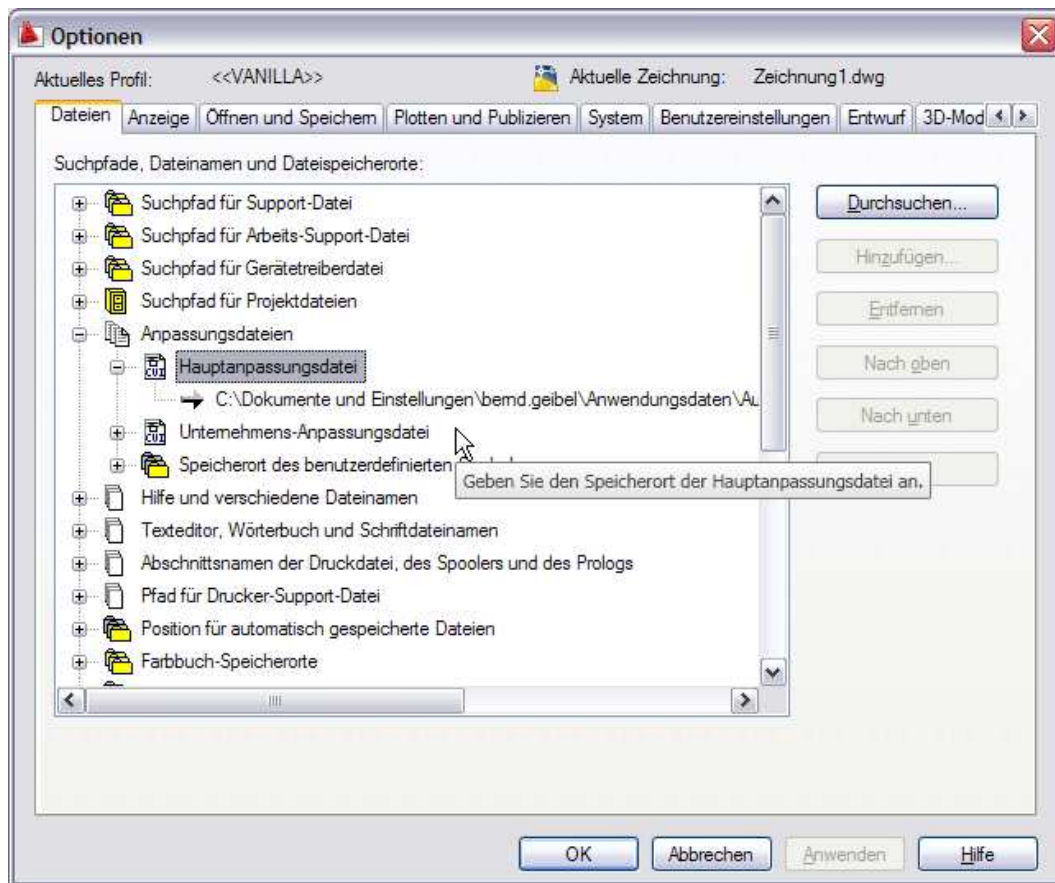 Optionen
Aktuelles Profil: <<VANILLA>> Aktuelle Zeichnung: Zeichnung1.dwg
Dateien Anzeige Öffnen und Speichern Plotten und Publizieren System Benutzereinstellungen Entwurf 3D-Mod
Suchpfade, Dateinamen und Dateispeicherorte:
Suchpfad für Support-Datei
Suchpfad für Arbeits-Support-Datei
Suchpfad für Gerätetreiberdatei
Suchpfad für Projektdateien
Anpassungsdateien
Hauptanpassungsdatei
C:\Dokumente und Einstellungen\bernd.geibel\Anwendungsdaten\Au
Unternehmens-Anpassungsdatei
Speicherort des benutzerdefinierten
Geben Sie den Speicherort der Hauptanpassungsdatei an.
Hilfe und verschiedene Dateinamen
Texteditor, Wörterbuch und Schriftdateinamen
Abschnittsnamen der Druckdatei, des Spoolers und des Prologs
Pfad für Drucker-Support-Datei
Position für automatisch gespeicherte Dateien
Farbbuch-Speicherorte
Durchsuchen...
Hinzufügen...
Entfernen
Nach oben
Nach unten
OK Abbrechen Anwenden Hilfe